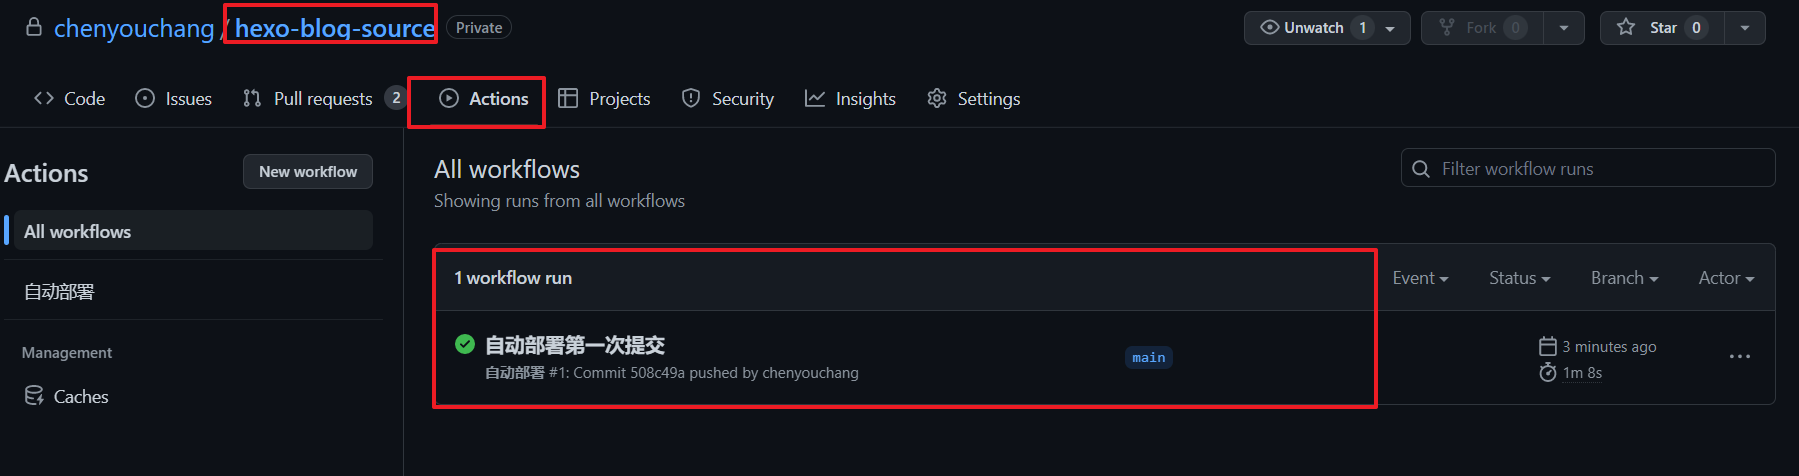 chenyouchang / hexo-blog-source Private
Unwatch 1 Fork 0 Star 0
Code Issues Pull requests 2 Actions Projects Security Insights Settings
Actions
New workflow
All workflows
自动部署
Management
Caches
All workflows
Showing runs from all workflows
Filter workflow runs
1 workflow run
Event Status Branch Actor
自动部署第一次提交
自动部署 #1: Commit 508c49a pushed by chenyouchang
main
3 minutes ago
1m 8s